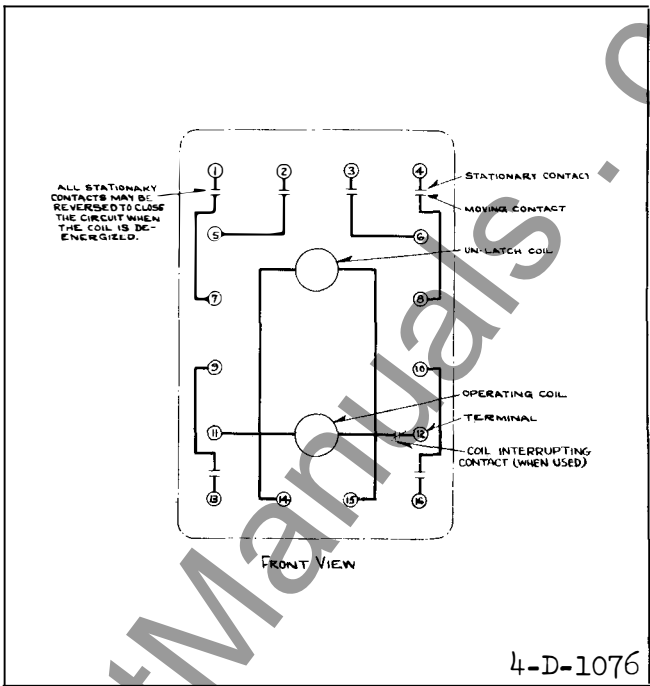 1
2
3
4
ALL STATIONARY
CONTACTS MAY BE
REVERSED TO CLOSE
THE CIRCUIT WHEN
THE COIL IS DE-
ENERGIZED.
STATIONARY CONTACT
MOVING CONTACT
5
6
UN-LATCH COIL
7
8
9
10
OPERATING COIL
TERMINAL
11
12
COIL INTERRUPTING
CONTACT (WHEN USED)
13
14
15
16
FRONT VIEW
4-D-1076
tManuals . c